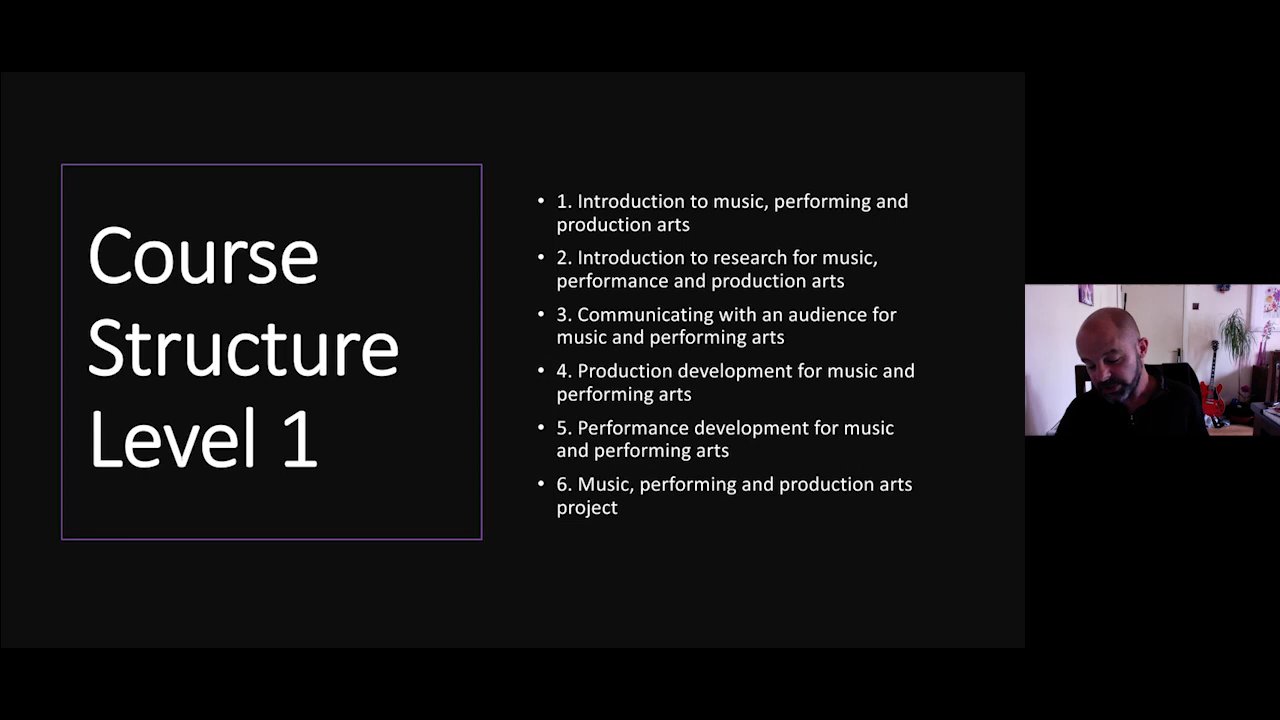 Course
Structure
Level 1
• 1. Introduction to music, performing and
production arts
• 2. Introduction to research for music,
performance and production arts
• 3. Communicating with an audience for
music and performing arts
• 4. Production development for music and
performing arts
• 5. Performance development for music
and performing arts
• 6. Music, performing and production arts
project